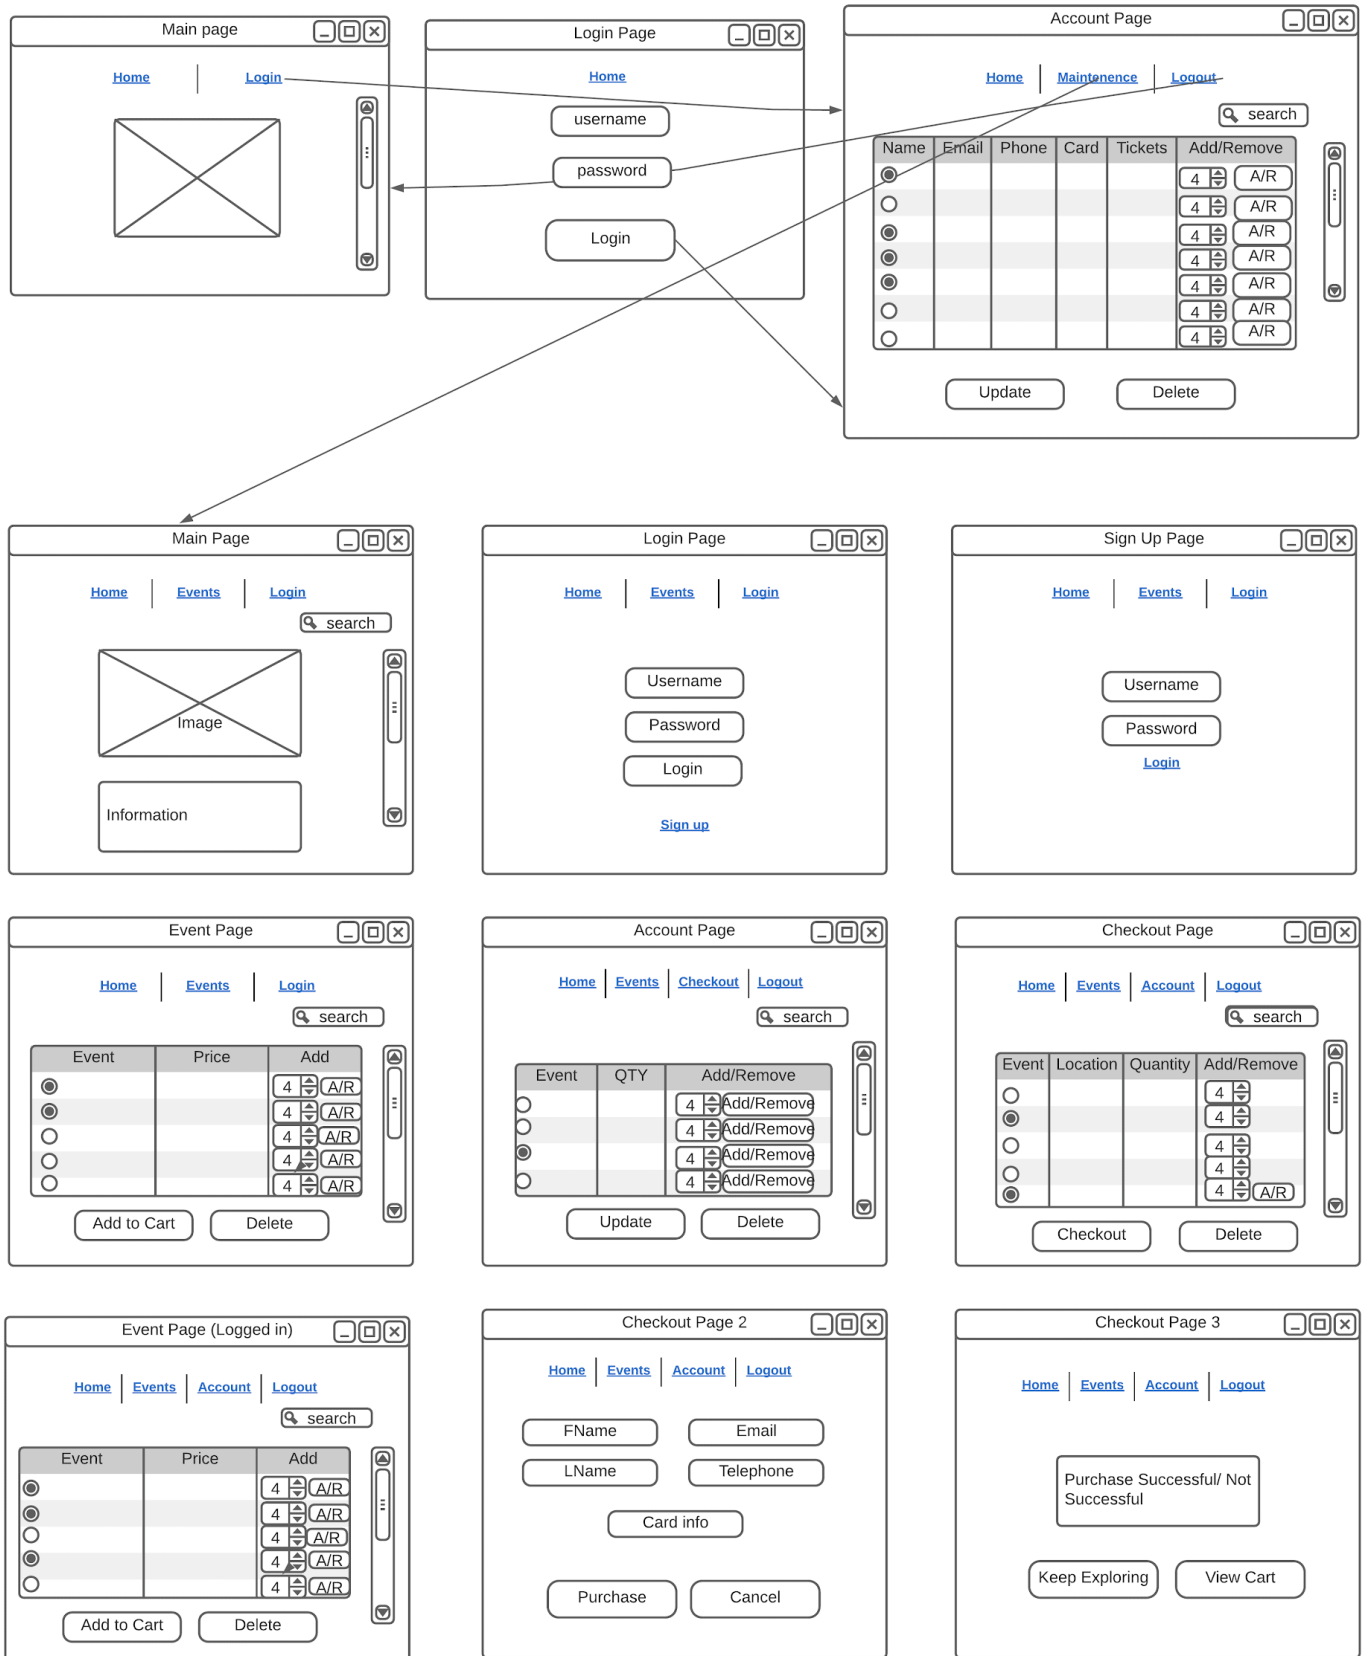 Main page
Home Login
Login Page
Home
username
password
Login
Account Page
Home Maintenence Logout
search
Name Email Phone Card Tickets Add/Remove
4 A/R
4 A/R
4 A/R
4 A/R
4 A/R
4 A/R
4 A/R
Update Delete
Main Page
Home Events Login
search
Image
Information
Login Page
Home Events Login
Username
Password
Login
Sign up
Sign Up Page
Home Events Login
Username
Password
Login
Event Page
Home Events Login
search
Event Price Add
4 A/R
4 A/R
4 A/R
4 A/R
4 A/R
Add to Cart Delete
Account Page
Home Events Checkout Logout
search
Event QTY Add/Remove
4 Add/Remove
4 Add/Remove
4 Add/Remove
4 Add/Remove
Update Delete
Checkout Page
Home Events Account Logout
search
Event Location Quantity Add/Remove
4
4
4
4
4 A/R
Checkout Delete
Event Page (Logged in)
Home Events Account Logout
search
Event Price Add
4 A/R
4 A/R
4 A/R
4 A/R
4 A/R
Add to Cart Delete
Checkout Page 2
Home Events Account Logout
FName Email
LName Telephone
Card info
Purchase Cancel
Checkout Page 3
Home Events Account Logout
Purchase Successful/ Not
Successful
Keep Exploring View Cart